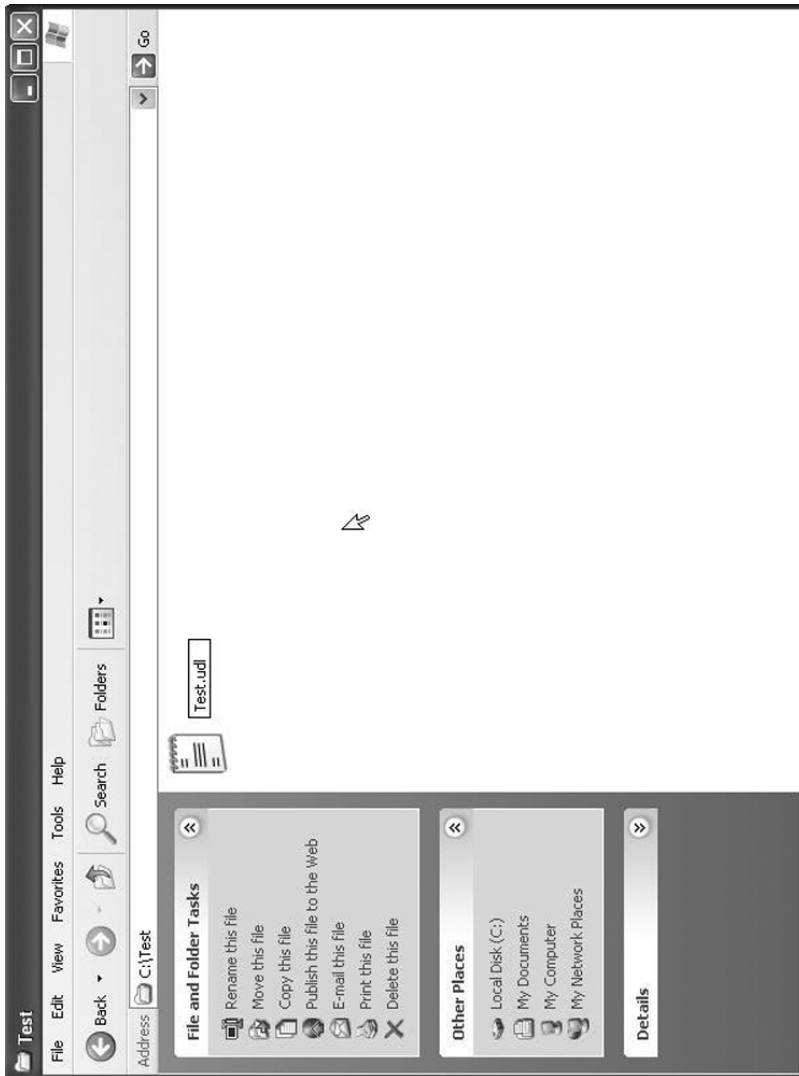 Test
File Edit View Favorites Tools Help
Back Search Folders
Address C:\Test Go
File and Folder Tasks
Rename this file
Move this file
Copy this file
Publish this file to the Web
E-mail this file
Print this file
Delete this file
Other Places
Local Disk (C:)
My Documents
My Computer
My Network Places
Details
Test.udl